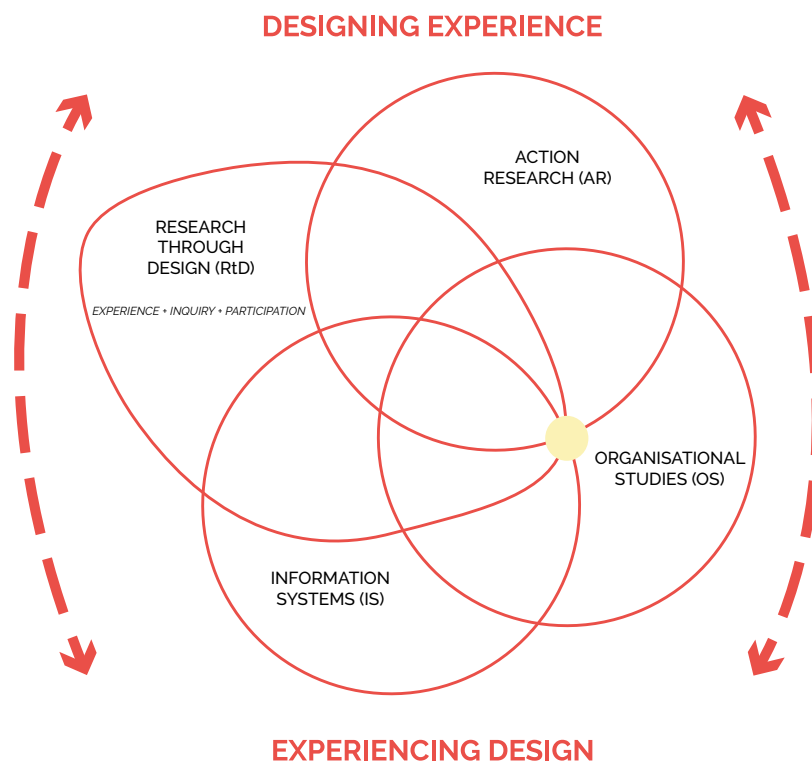 DESIGNING EXPERIENCE
ACTION
RESEARCH (AR)
RESEARCH
THROUGH
DESIGN (RtD)
EXPERIENCE + INQUIRY + PARTICIPATION
ORGANISATIONAL
STUDIES (OS)
INFORMATION
SYSTEMS (IS)
EXPERIENCING DESIGN